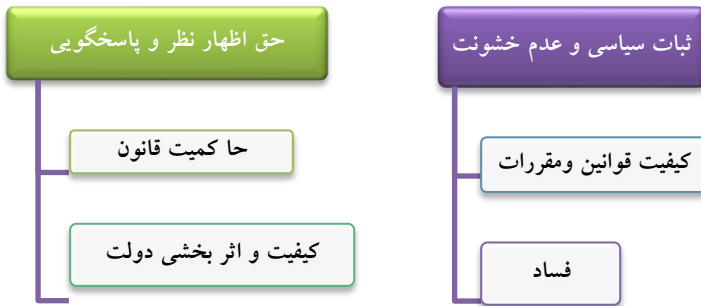 ثبات سیاسی و عدم خشونت
کیفیت قوانین ومقررات
فساد
حق اظهار نظر و پاسخگویی
حا کمیت قانون
کیفیت و اثر بخشی دولت